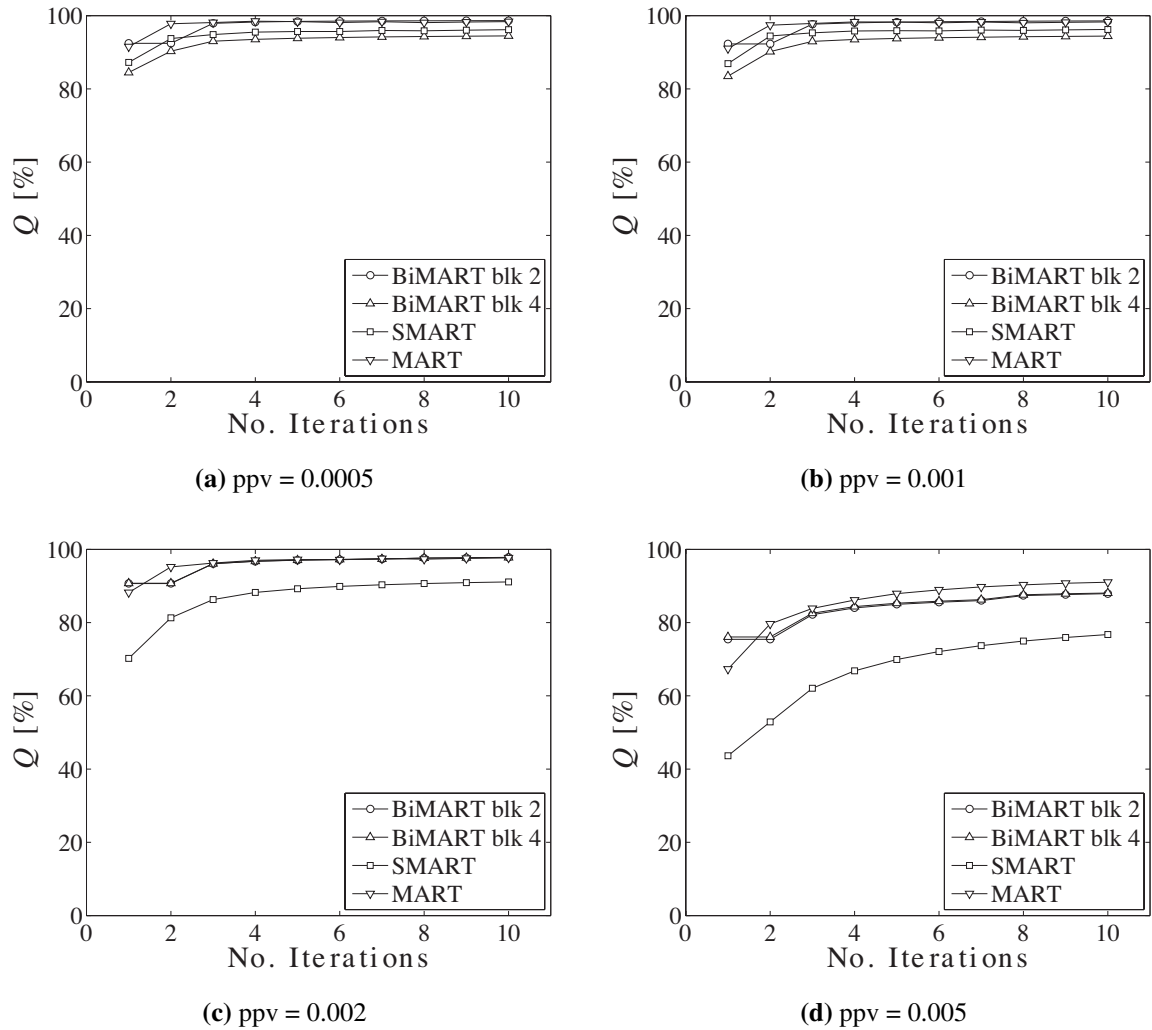 100
80
60
40
20
0
Q [%]
BiMART blk 2
BiMART blk 4
SMART
MART
0 2 4 6 8 10
No. Iterations
(a) ppv = 0.0005
100
80
60
40
20
0
Q [%]
BiMART blk 2
BiMART blk 4
SMART
MART
0 2 4 6 8 10
No. Iterations
(b) ppv = 0.001
100
80
60
40
20
0
Q [%]
BiMART blk 2
BiMART blk 4
SMART
MART
0 2 4 6 8 10
No. Iterations
(c) ppv = 0.002
100
80
60
40
20
0
Q [%]
BiMART blk 2
BiMART blk 4
SMART
MART
0 2 4 6 8 10
No. Iterations
(d) ppv = 0.005